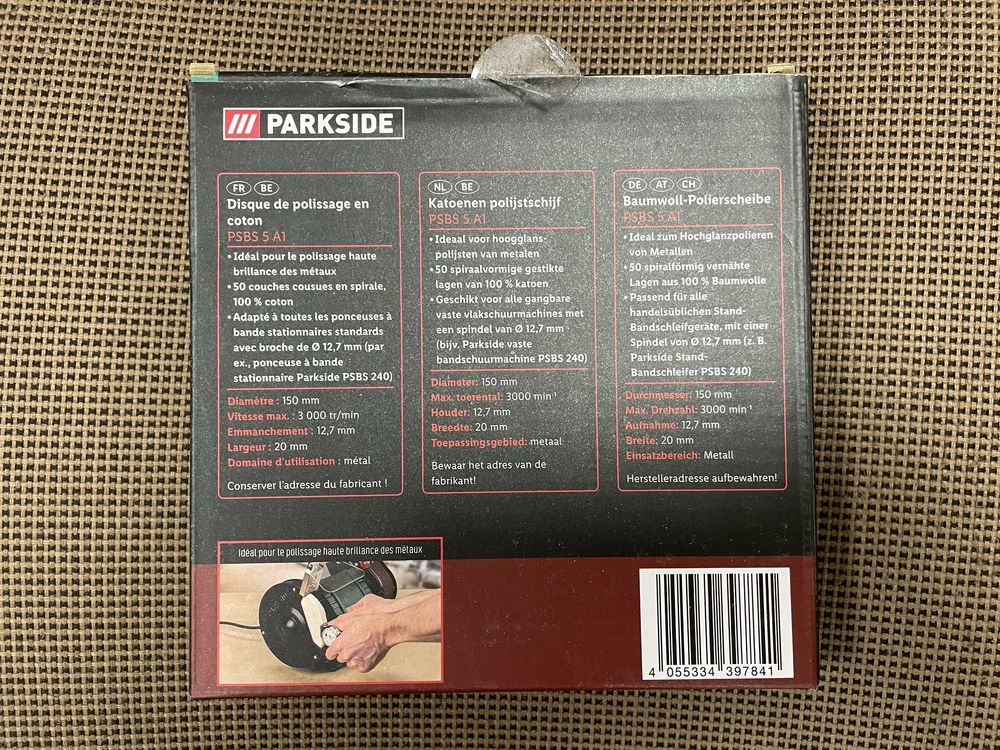 PARKSIDE
FR BE
Disque de polissage en
coton
PSBS 5 A1
• Idéal pour le polissage haute
brillance des métaux
• 50 couches cousues en spirale,
100 % coton
• Adapté à toutes les ponceuses à
bande stationnaires standards
avec broche de Ø 12,7 mm (par
ex., ponceuse à bande
stationnaire Parkside PSBS 240)
Diamètre : 150 mm
Vitesse max. : 3 000 tr/min
Emmanchement : 12,7 mm
Largeur : 20 mm
Domaine d'utilisation : métal
Conserver l'adresse du fabricant !
NL BE
Katoenen polijstschijf
PSBS 5 A1
• Ideaal voor hoogglans-
polijsten van metalen
• 50 spiraalvormige gestikte
lagen van 100 % katoen
• Geschikt voor alle gangbare
vaste vlakschuurmachines met
een spindel van Ø 12,7 mm
(bijv. Parkside vaste
bandschuurmachine PSBS 240)
Diameter: 150 mm
Max. toerental: 3000 min⁻¹
Houder: 12,7 mm
Breedte: 20 mm
Toepassingsgebied: metaal
Bewaar het adres van de
fabrikant!
DE AT CH
Baumwoll-Polierscheibe
PSBS 5 A1
• Ideal zum Hochglanzpolieren
von Metallen
• 50 spiralförmig vernähte
Lagen aus 100 % Baumwolle
• Passend für alle
handelsüblichen Stand-
Bandschleifgeräte, mit einer
Spindel von Ø 12,7 mm (z. B.
Parkside Stand-
Bandschleifer PSBS 240)
Durchmesser: 150 mm
Max. Drehzahl: 3000 min⁻¹
Aufnahme: 12,7 mm
Breite: 20 mm
Einsatzbereich: Metall
Herstelleradresse aufbewahren!
Idéal pour le polissage haute brillance des métaux
4 055334 397841